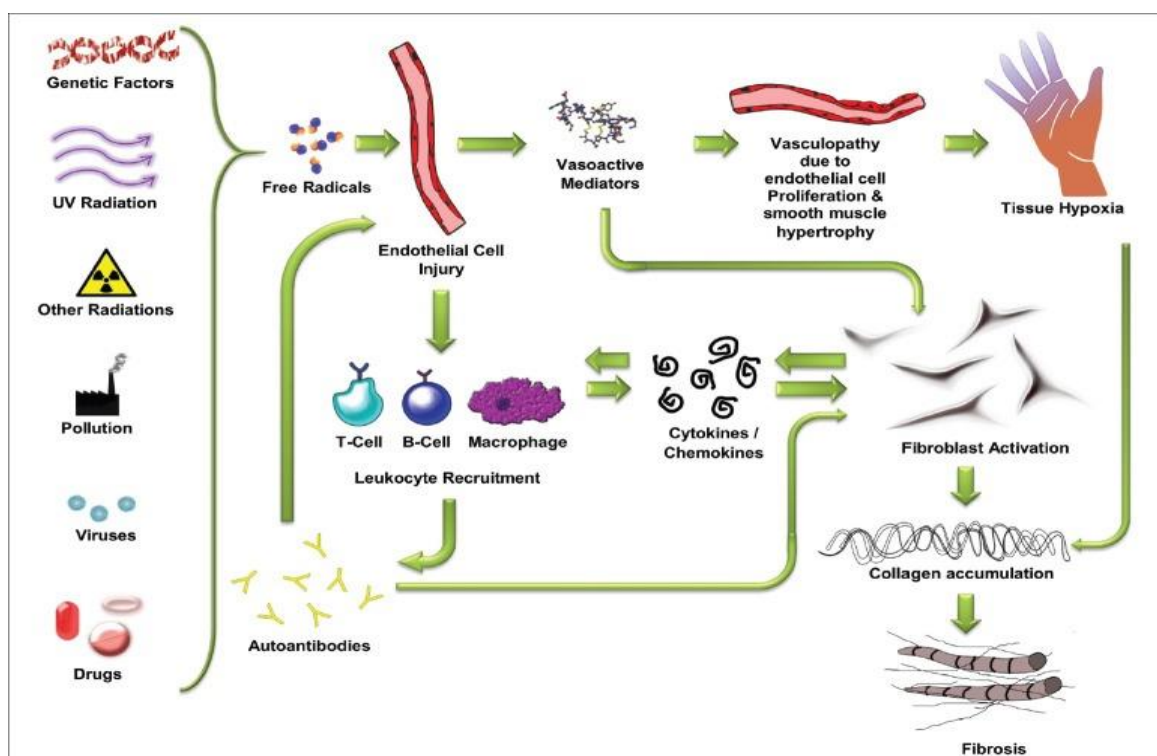 Genetic Factors
UV Radiation
Other Radiations
Pollution
Viruses
Drugs
Free Radicals
Endothelial Cell
Injury
Vasoactive
Mediators
Vasculopathy
due to
endothelial cell
Proliferation &
smooth muscle
hypertrophy
Tissue Hypoxia
T-Cell
B-Cell
Macrophage
Leukocyte Recruitment
Cytokines /
Chemokines
Fibroblast Activation
Autoantibodies
Collagen accumulation
Fibrosis